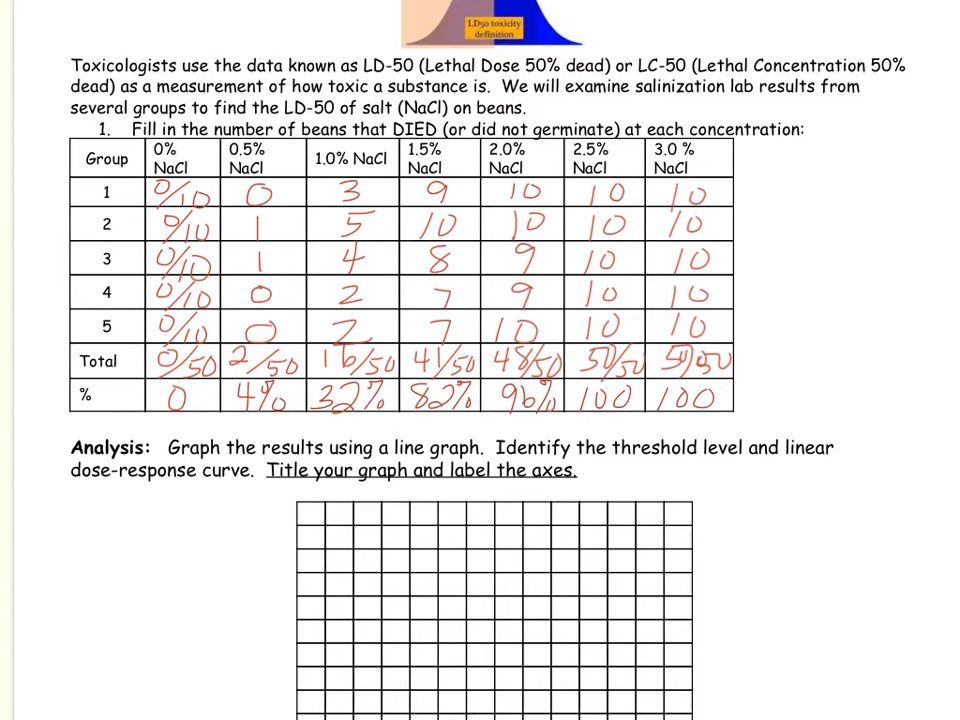 LD50 toxicity
definition
Toxicologists use the data known as LD-50 (Lethal Dose 50% dead) or LC-50 (Lethal Concentration 50%
dead) as a measurement of how toxic a substance is. We will examine salinization lab results from
several groups to find the LD-50 of salt (NaCl) on beans.
1. Fill in the number of beans that DIED (or did not germinate) at each concentration:
Group 0% NaCl 0.5% NaCl 1.0% NaCl 1.5% NaCl 2.0% NaCl 2.5% NaCl 3.0 % NaCl
1 0/10 0 3 9 10 10 10
2 0/10 1 5 10 10 10 10
3 0/10 1 4 8 9 10 10
4 0/10 0 2 7 9 10 10
5 0/10 0 2 7 10 10 10
Total 0/50 2/50 16/50 41/50 48/50 50/50 50/50
% 0 4% 32% 82% 96% 100 100
Analysis: Graph the results using a line graph. Identify the threshold level and linear
dose-response curve. Title your graph and label the axes.